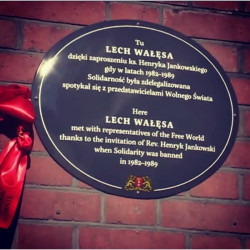 Tu
LECH WAŁĘSA
dzięki zaproszeniu ks. Henryka Jankowskiego
gdy w latach 1982-1989
Solidarność była zdelegalizowana
spotykał się z przedstawicielami Wolnego Świata
Here
LECH WAŁĘSA
met with representatives of the Free World
thanks to the invitation of Rev. Henryk Jankowski
when Solidarity was banned
in 1982-1989